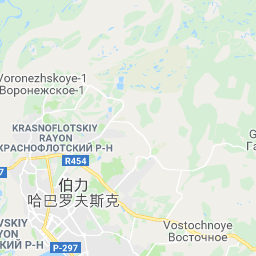 Voronezhskoye-1
Воронежское-1
KRASNOFLOTSKIY
RAYON
КРАСНОФЛОТСКИЙ Р-Н
R454
伯力
哈巴罗夫斯克
Vostochnoye
Восточное
РАЙОН Р-Н
P-297